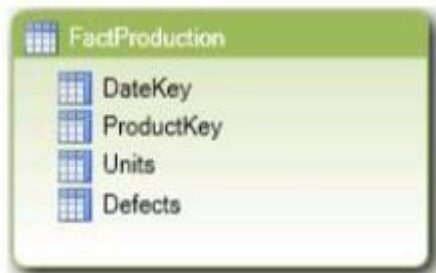 FactProduction
DateKey
ProductKey
Units
Defects